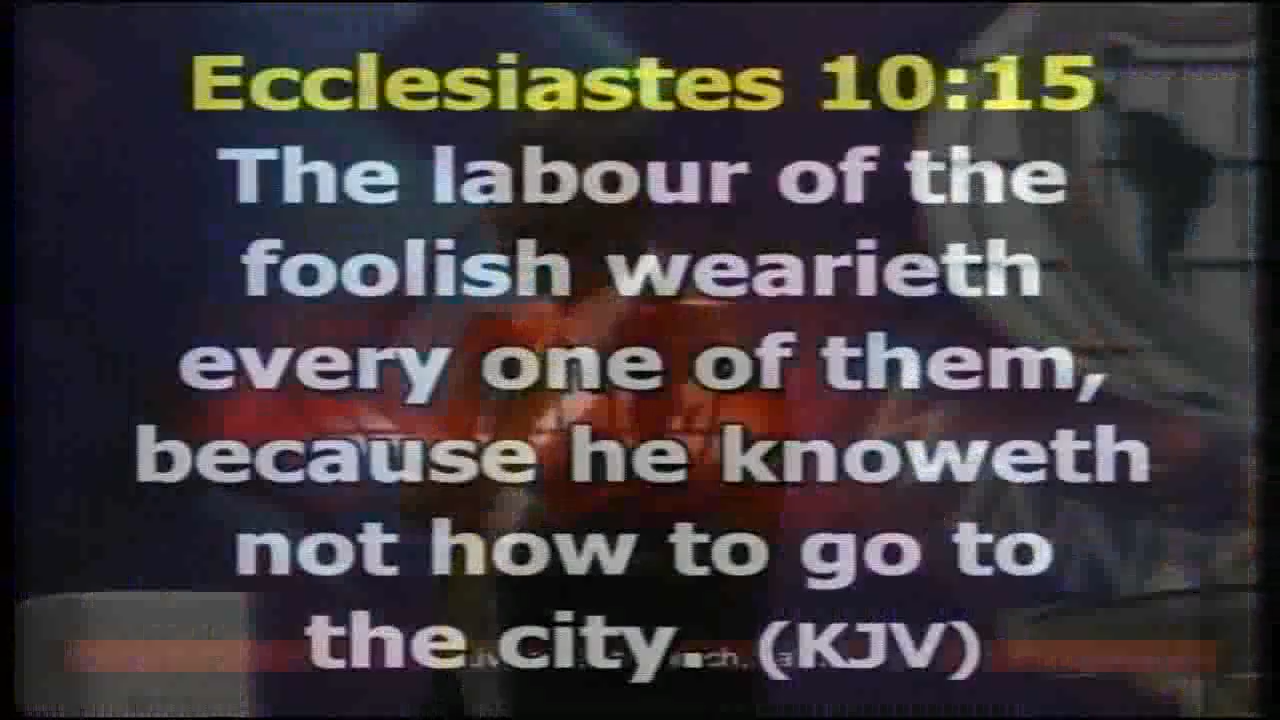 Ecclesiastes 10:15
The labour of the
foolish wearieth
every one of them,
because he knoweth
not how to go to
the city. (KJV)